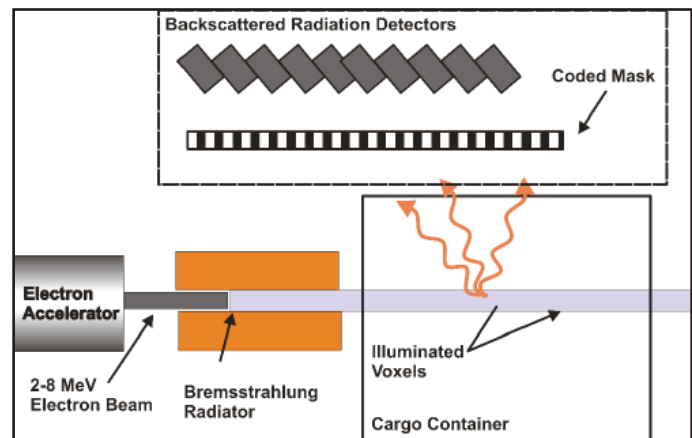 Backscattered Radiation Detectors
Coded Mask
Electron
Accelerator
2-8 MeV
Electron Beam
Bremsstrahlung
Radiator
Illuminated
Voxels
Cargo Container